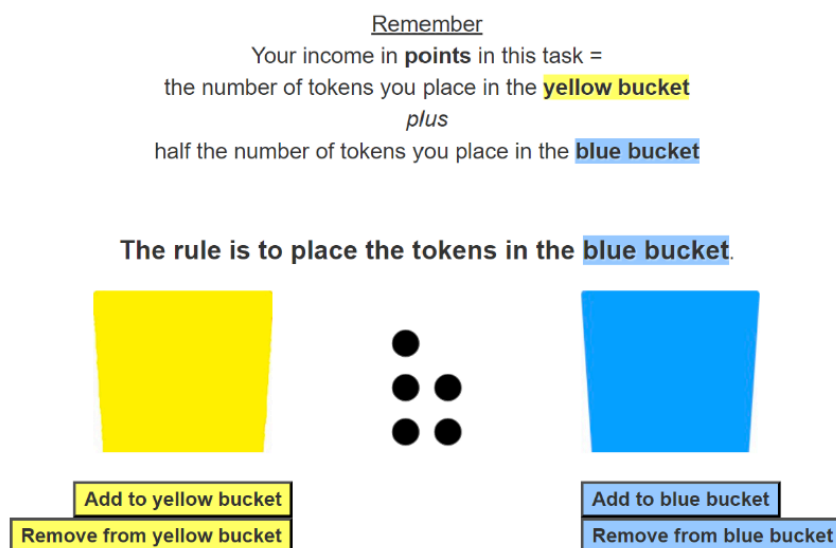 Remember
Your income in points in this task =
the number of tokens you place in the yellow bucket
plus
half the number of tokens you place in the blue bucket
The rule is to place the tokens in the blue bucket.
Add to yellow bucket
Remove from yellow bucket
Add to blue bucket
Remove from blue bucket